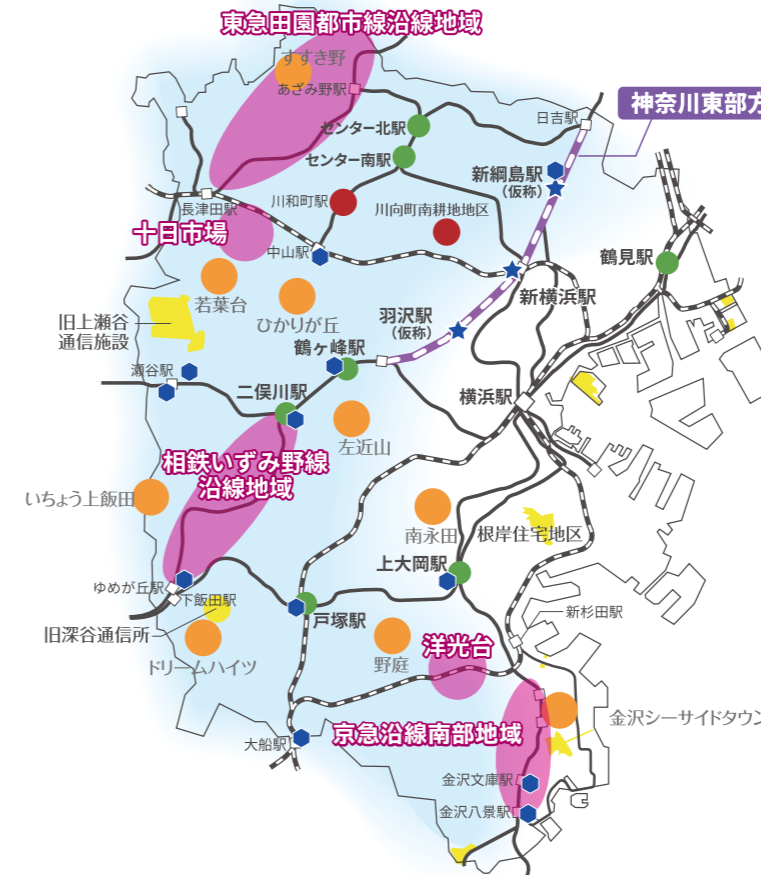 東急田園都市線沿線地域
すすき野
あざみ野駅
神奈川東部方
日吉駅
センター北駅
センター南駅
新綱島駅
（仮称）
長津田駅
川和町駅
川向町南耕地地区
十日市場
中山駅
鶴見駅
若葉台
ひかりが丘
新横浜駅
羽沢駅
（仮称）
旧上瀬谷
通信施設
鶴ヶ峰駅
瀬谷駅
二俣川駅
横浜駅
左近山
相鉄いずみ野線
沿線地域
いちょう上飯田
南永田
根岸住宅地区
上大岡駅
ゆめが丘駅
下飯田駅
新杉田駅
戸塚駅
旧深谷通信所
洋光台
ドリームハイツ
野庭
金沢シーサイドタウン
京急沿線南部地域
大船駅
金沢文庫駅
金沢八景駅